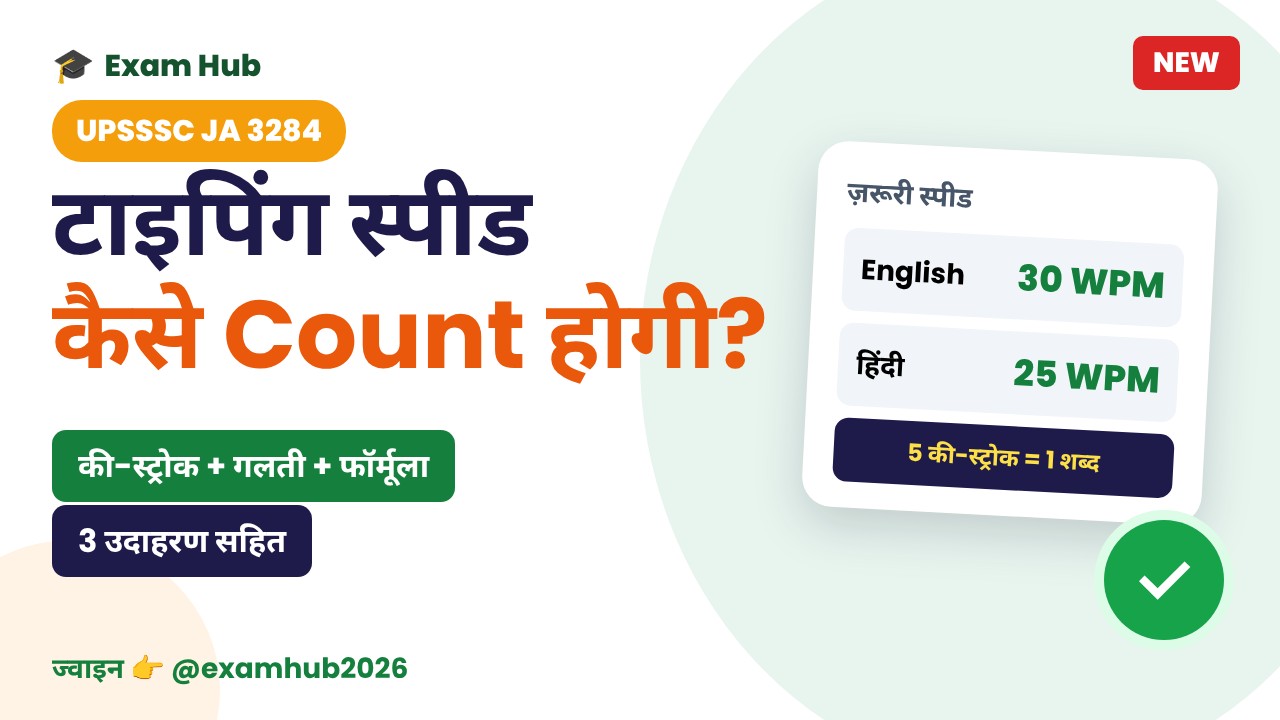 🎓 Exam Hub
NEW
UPSSSC JA 3284
टाइपिंग स्पीड
कैसे Count होगी?
की-स्ट्रोक + गलती + फॉर्मूला
3 उदाहरण सहित
ज्वाइन 👉 @examhub2026
ज़रूरी स्पीड
English 30 WPM
हिंदी 25 WPM
5 की-स्ट्रोक = 1 शब्द